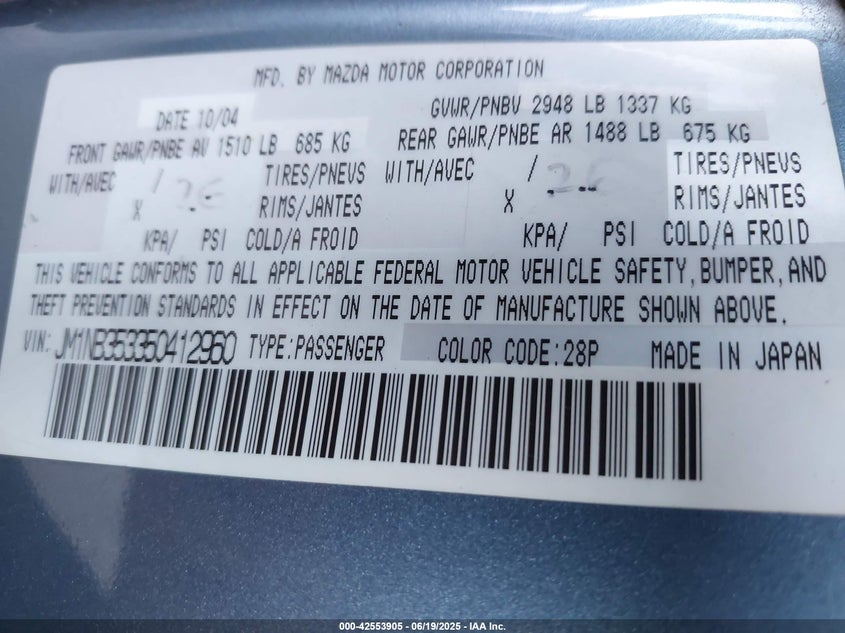 MFD. BY MAZDA MOTOR CORPORATION
DATE 10/04 GVWR/PNBV 2948 LB 1337 KG
FRONT GAWR/PNBE AV 1510 LB 685 KG REAR GAWR/PNBE AR 1488 LB 675 KG
WITH/AVEC / TIRES/PNEUS WITH/AVEC / TIRES/PNEVS
X RIMS/JANTES X RIMS/JANTES
KPA/ PSI COLD/A FROID KPA/ PSI COLD/A FROID
THIS VEHICLE CONFORMS TO ALL APPLICABLE FEDERAL MOTOR VEHICLE SAFETY, BUMPER, AND
THEFT PREVENTION STANDARDS IN EFFECT ON THE DATE OF MANUFACTURE SHOWN ABOVE.
VIN: JM1NB353350412960 TYPE:PASSENGER COLOR CODE:28P MADE IN JAPAN
000-42553905 - 06/19/2025 - IAA Inc.